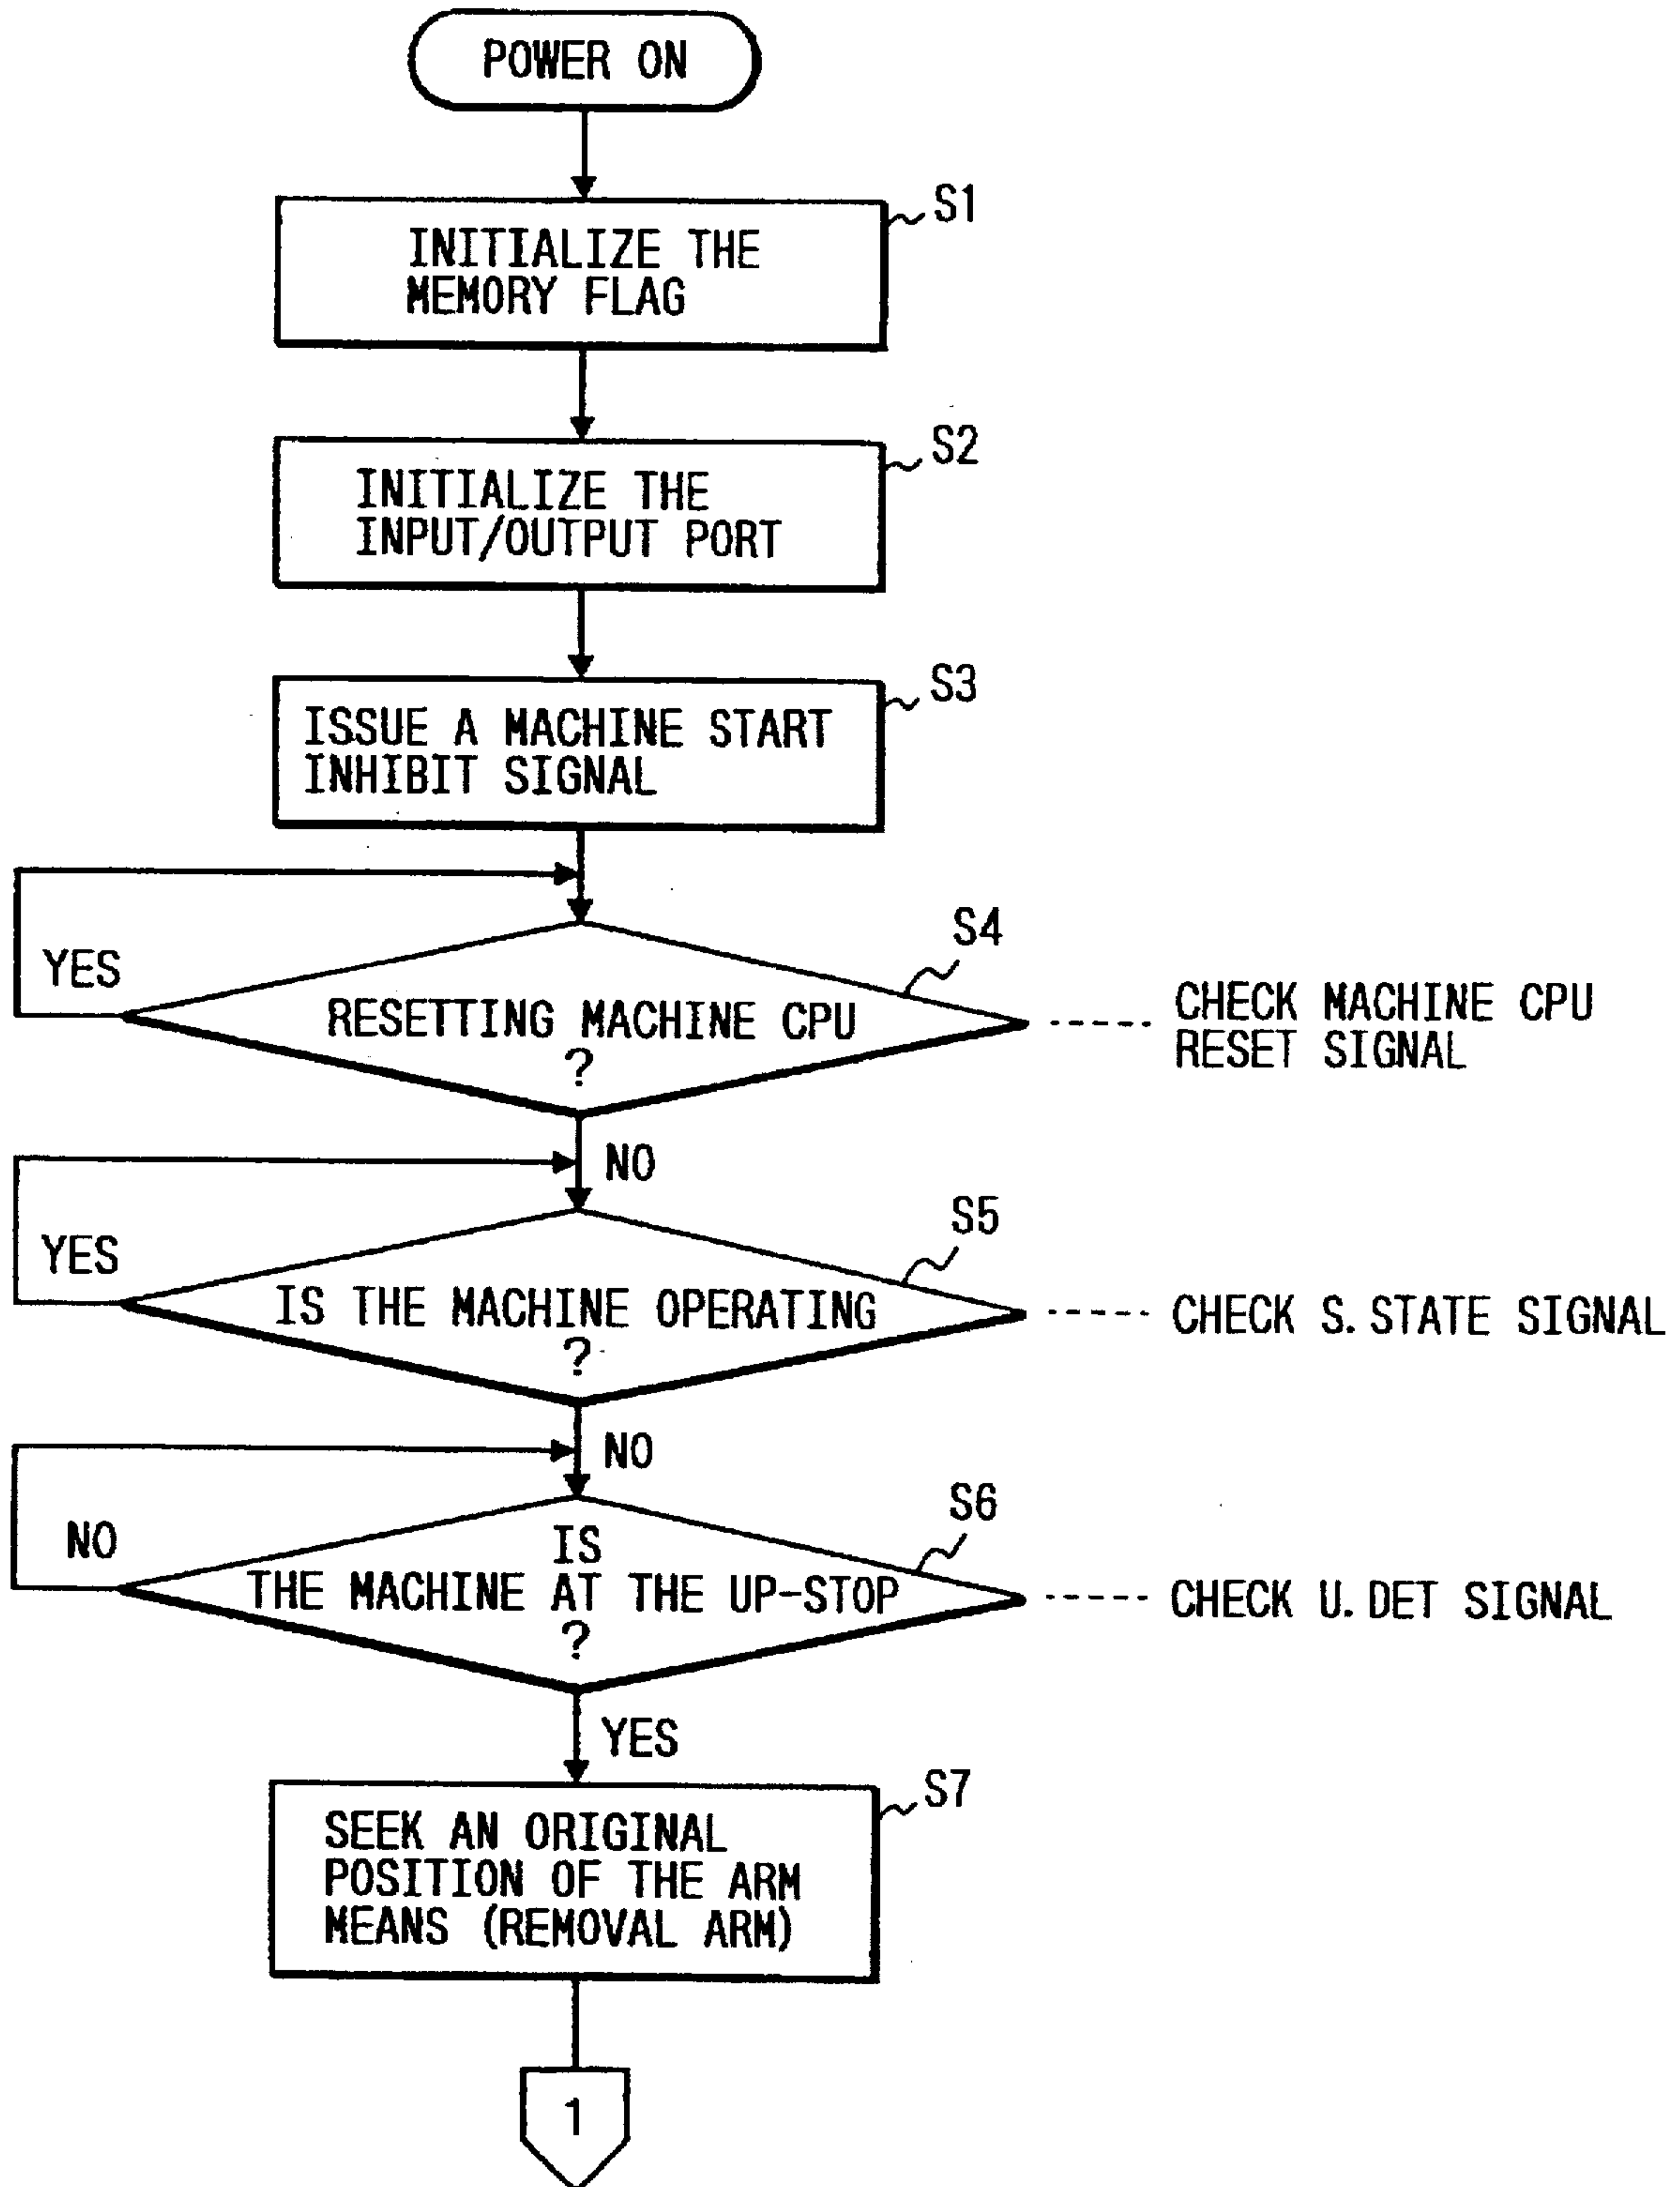 POWER ON
S1
INITIALIZE THE
MEMORY FLAG
S2
INITIALIZE THE
INPUT/OUTPUT PORT
S3
ISSUE A MACHINE START
INHIBIT SIGNAL
S4
YES
RESETTING MACHINE CPU
?
CHECK MACHINE CPU
RESET SIGNAL
NO
S5
YES
IS THE MACHINE OPERATING
?
CHECK S. STATE SIGNAL
NO
S6
NO
IS
THE MACHINE AT THE UP-STOP
?
CHECK U. DET SIGNAL
YES
S7
SEEK AN ORIGINAL
POSITION OF THE ARM
MEANS (REMOVAL ARM)
1